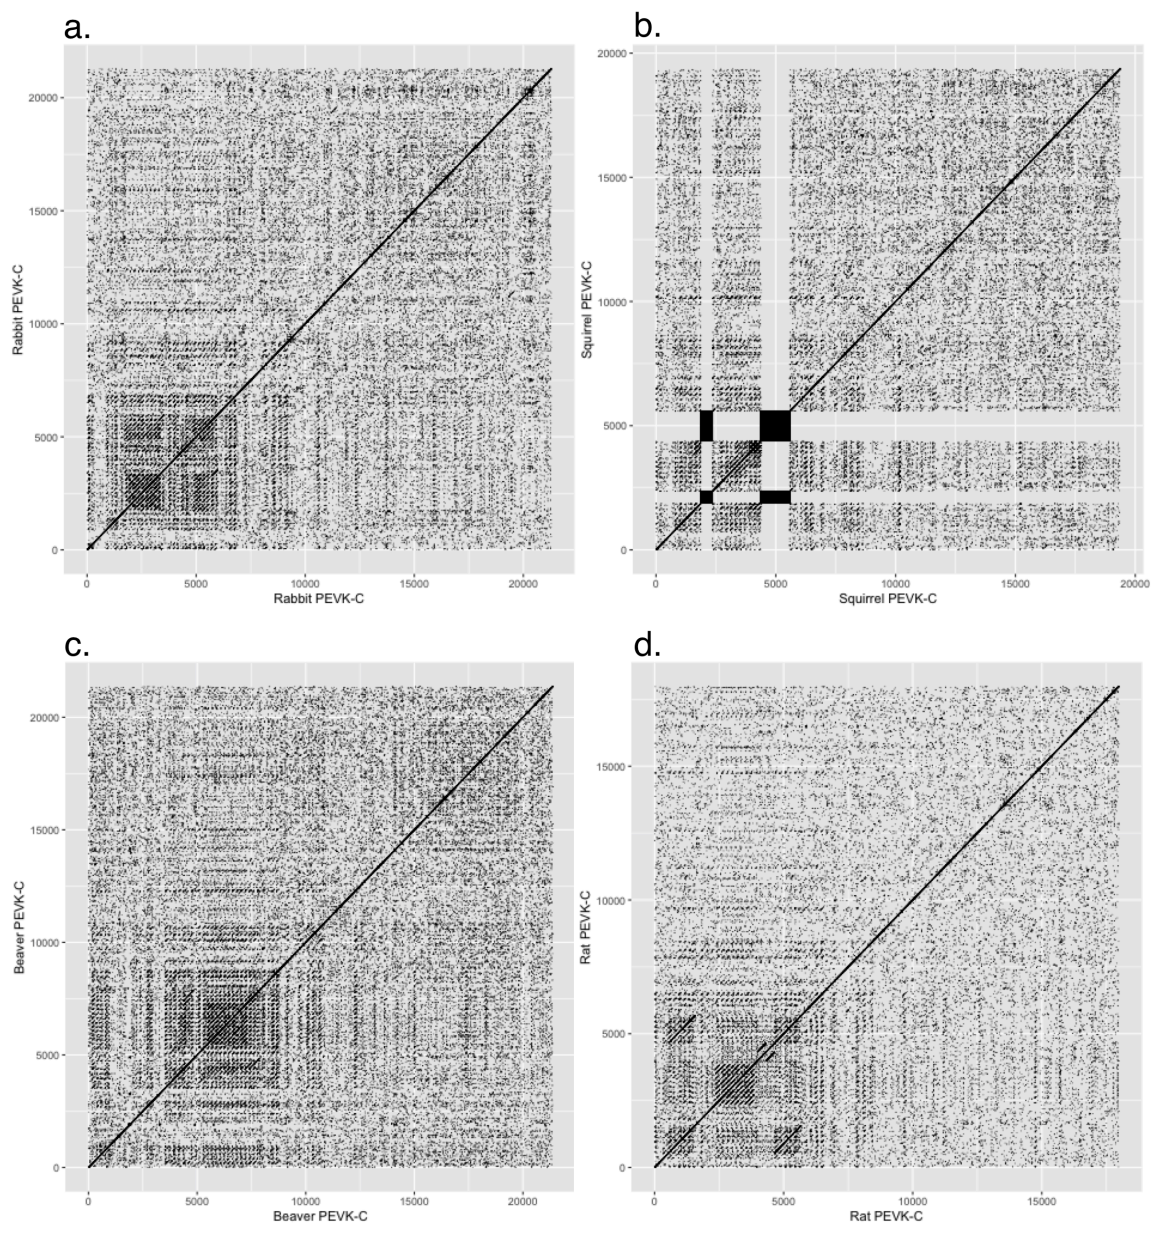 a.
20000
15000
10000
5000
0
Rabbit PEVK-C
0 5000 10000 15000 20000
Rabbit PEVK-C
b.
20000
15000
10000
5000
0
Squirrel PEVK-C
0 5000 10000 15000 20000
Squirrel PEVK-C
c.
20000
15000
10000
5000
0
Beaver PEVK-C
0 5000 10000 15000 20000
Beaver PEVK-C
d.
15000
10000
5000
0
Rat PEVK-C
0 5000 10000 15000
Rat PEVK-C